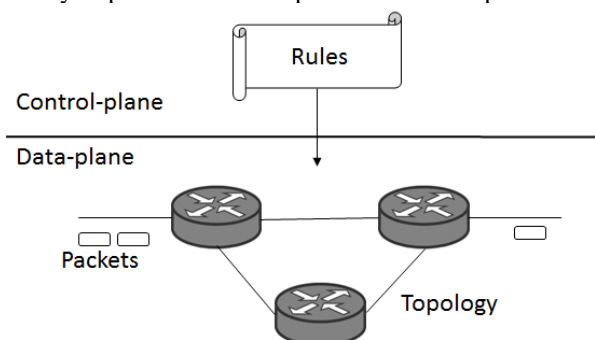 Rules
Control-plane
Data-plane
Packets
Topology